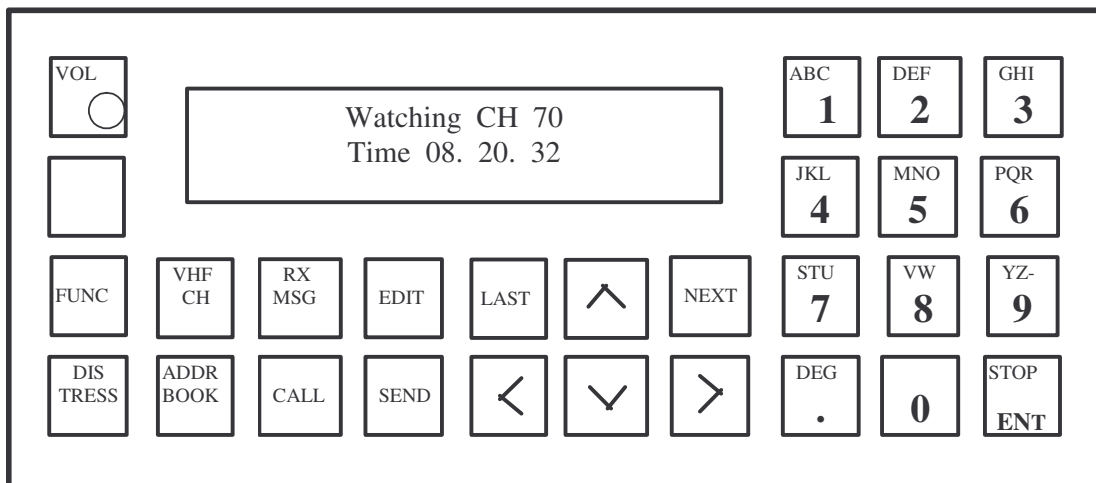 VOL
Watching CH 70
Time 08. 20. 32
ABC
1
DEF
2
GHI
3
JKL
4
MNO
5
PQR
6
FUNC
VHF
CH
RX
MSG
EDIT
LAST
NEXT
STU
7
VW
8
YZ-
9
DIS
TRESS
ADDR
BOOK
CALL
SEND
DEG
.
0
STOP
ENT